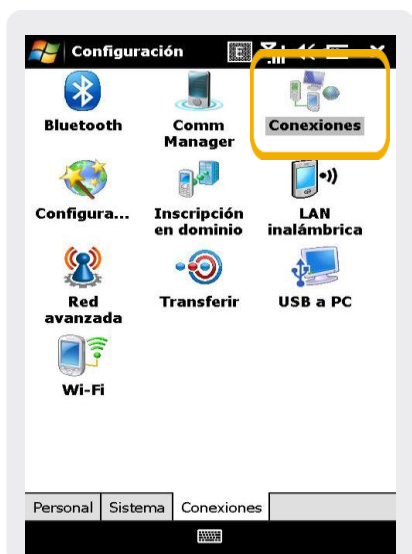 Configuración
Bluetooth
Comm
Manager
Conexiones
Configura...
Inscripción
en dominio
LAN
inalámbrica
Red
avanzada
Transferir
USB a PC
Wi-Fi
Personal Sistema Conexiones